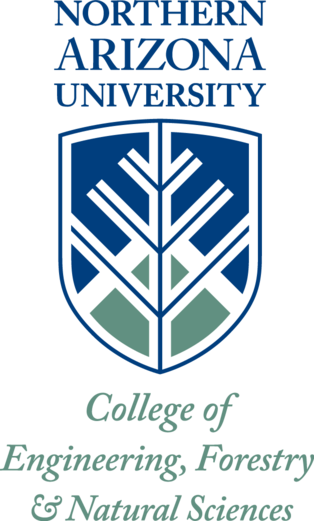 NORTHERN
ARIZONA
UNIVERSITY
College of
Engineering, Forestry
& Natural Sciences